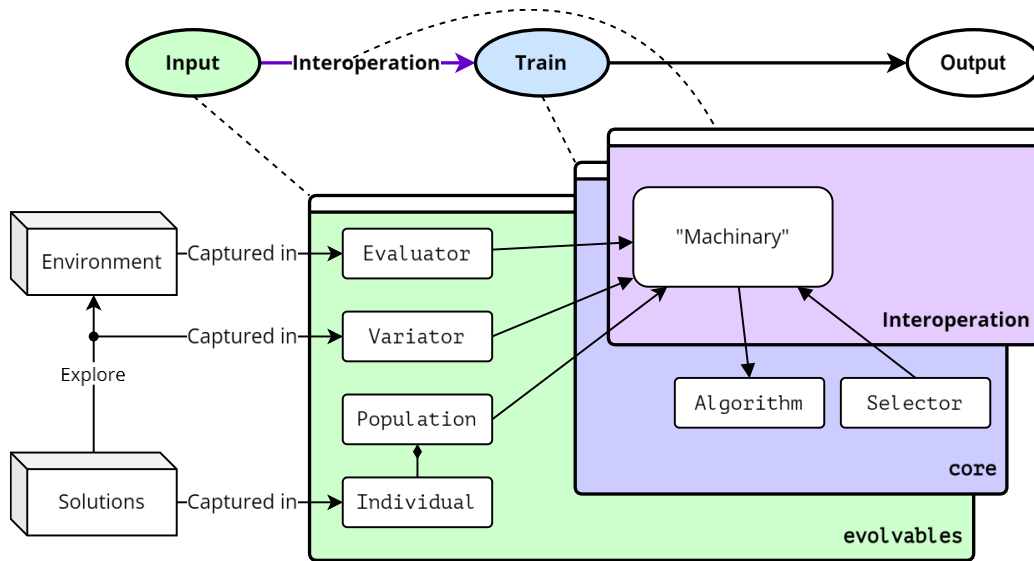 Input
Interoperation
Train
Output
Environment
Captured in
Evaluator
"Machinary"
Captured in
Variator
Interoperation
Explore
Population
Algorithm
Selector
core
Solutions
Captured in
Individual
evolvables